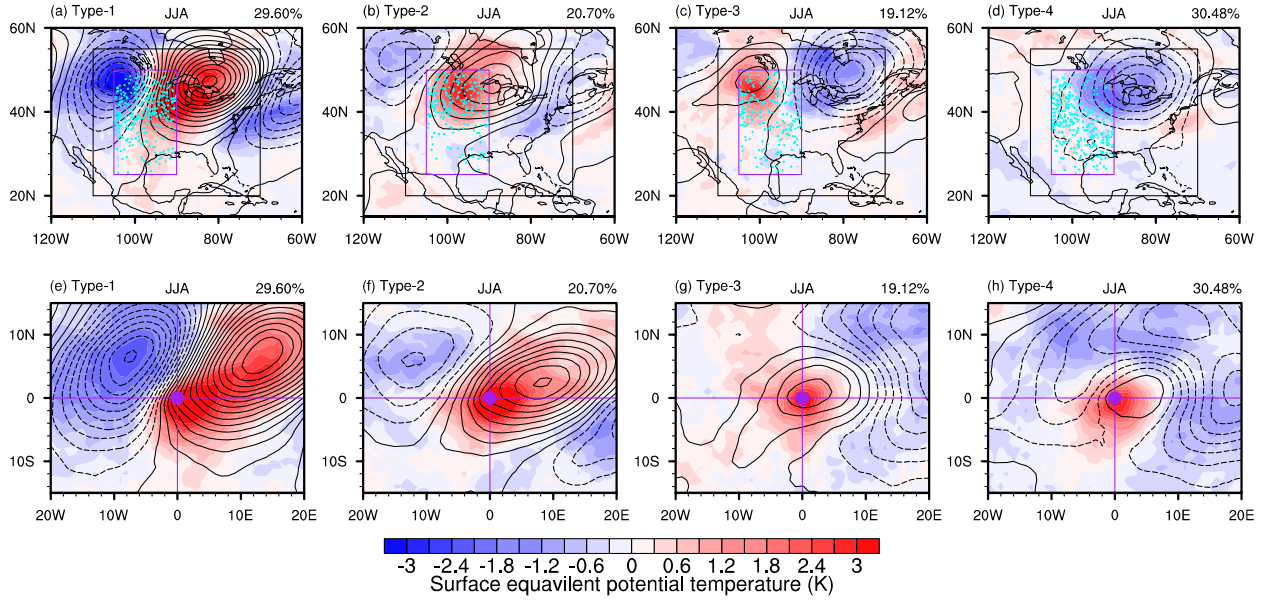 (a) Type-1 JJA 29.60% (b) Type-2 JJA 20.70% (c) Type-3 JJA 19.12% (d) Type-4 JJA 30.48%
60N 60N 60N 60N
40N 40N 40N 40N
20N 20N 20N 20N
120W 100W 80W 60W 120W 100W 80W 60W 120W 100W 80W 60W 120W 100W 80W 60W
(e) Type-1 JJA 29.60% (f) Type-2 JJA 20.70% (g) Type-3 JJA 19.12% (h) Type-4 JJA 30.48%
10N 10N 10N 10N
0 0 0 0
10S 10S 10S 10S
20W 10W 0 10E 20E 20W 10W 0 10E 20E 20W 10W 0 10E 20E 20W 10W 0 10E 20E
-3 -2.4 -1.8 -1.2 -0.6 0 0.6 1.2 1.8 2.4 3
Surface equavilent potential temperature (K)